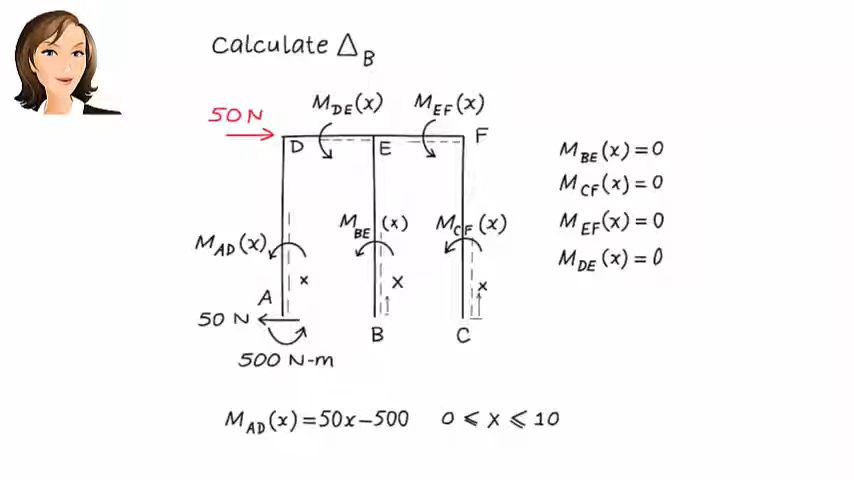 Calculate Δ_B
50 N
M_DE(x)
M_EF(x)
D
E
F
M_BE(x)=0
M_CF(x)=0
M_EF(x)=0
M_DE(x)=0
M_AD(x)
M_BE(x)
M_CF(x)
x
x
x
A
50 N
B
C
500 N-m
M_AD(x)=50x-500 0 ⩽ x ⩽ 10